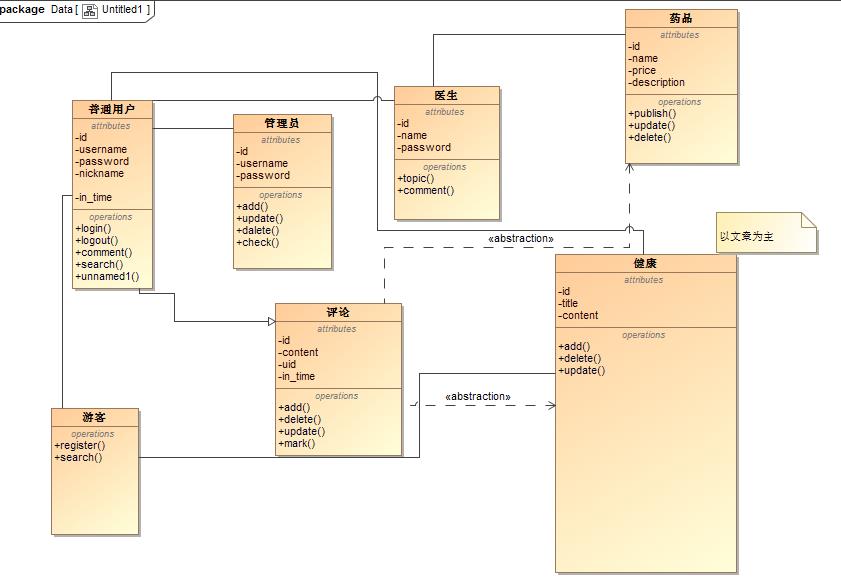 package Data [ Untitled1 ]
药品
attributes
-id
-name
-price
-description
operations
+publish()
+update()
+delete()
医生
attributes
-id
-name
-password
operations
+topic()
+comment()
普通用户
attributes
-id
-username
-password
-nickname
-in_time
operations
+login()
+logout()
+comment()
+search()
+unnamed1()
管理员
attributes
-id
-username
-password
operations
+add()
+update()
+dalete()
+check()
以文章为主
«abstraction»
健康
attributes
-id
-title
-content
operations
+add()
+delete()
+update()
评论
attributes
-id
-content
-uid
-in_time
operations
+add()
+delete()
+update()
+mark()
«abstraction»
游客
operations
+register()
+search()